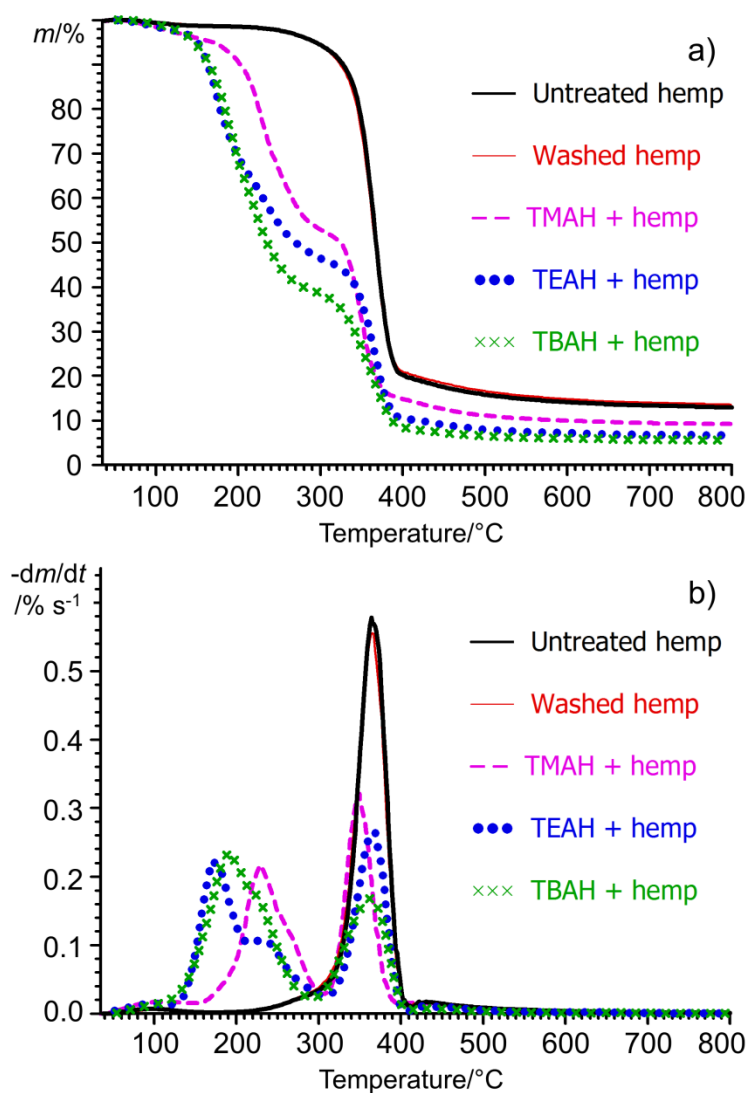 m/%
a)
90
80
70
60
50
40
30
20
10
0
Untreated hemp
Washed hemp
TMAH + hemp
TEAH + hemp
TBAH + hemp
100 200 300 400 500 600 700 800
Temperature/°C
-dm/dt
/% s⁻¹
b)
0.5
0.4
0.3
0.2
0.1
0.0
Untreated hemp
Washed hemp
TMAH + hemp
TEAH + hemp
TBAH + hemp
100 200 300 400 500 600 700 800
Temperature/°C